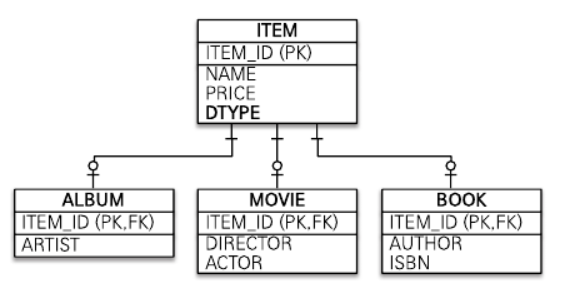 ITEM
ITEM_ID (PK)
NAME
PRICE
DTYPE
ALBUM
ITEM_ID (PK,FK)
ARTIST
MOVIE
ITEM_ID (PK,FK)
DIRECTOR
ACTOR
BOOK
ITEM_ID (PK,FK)
AUTHOR
ISBN